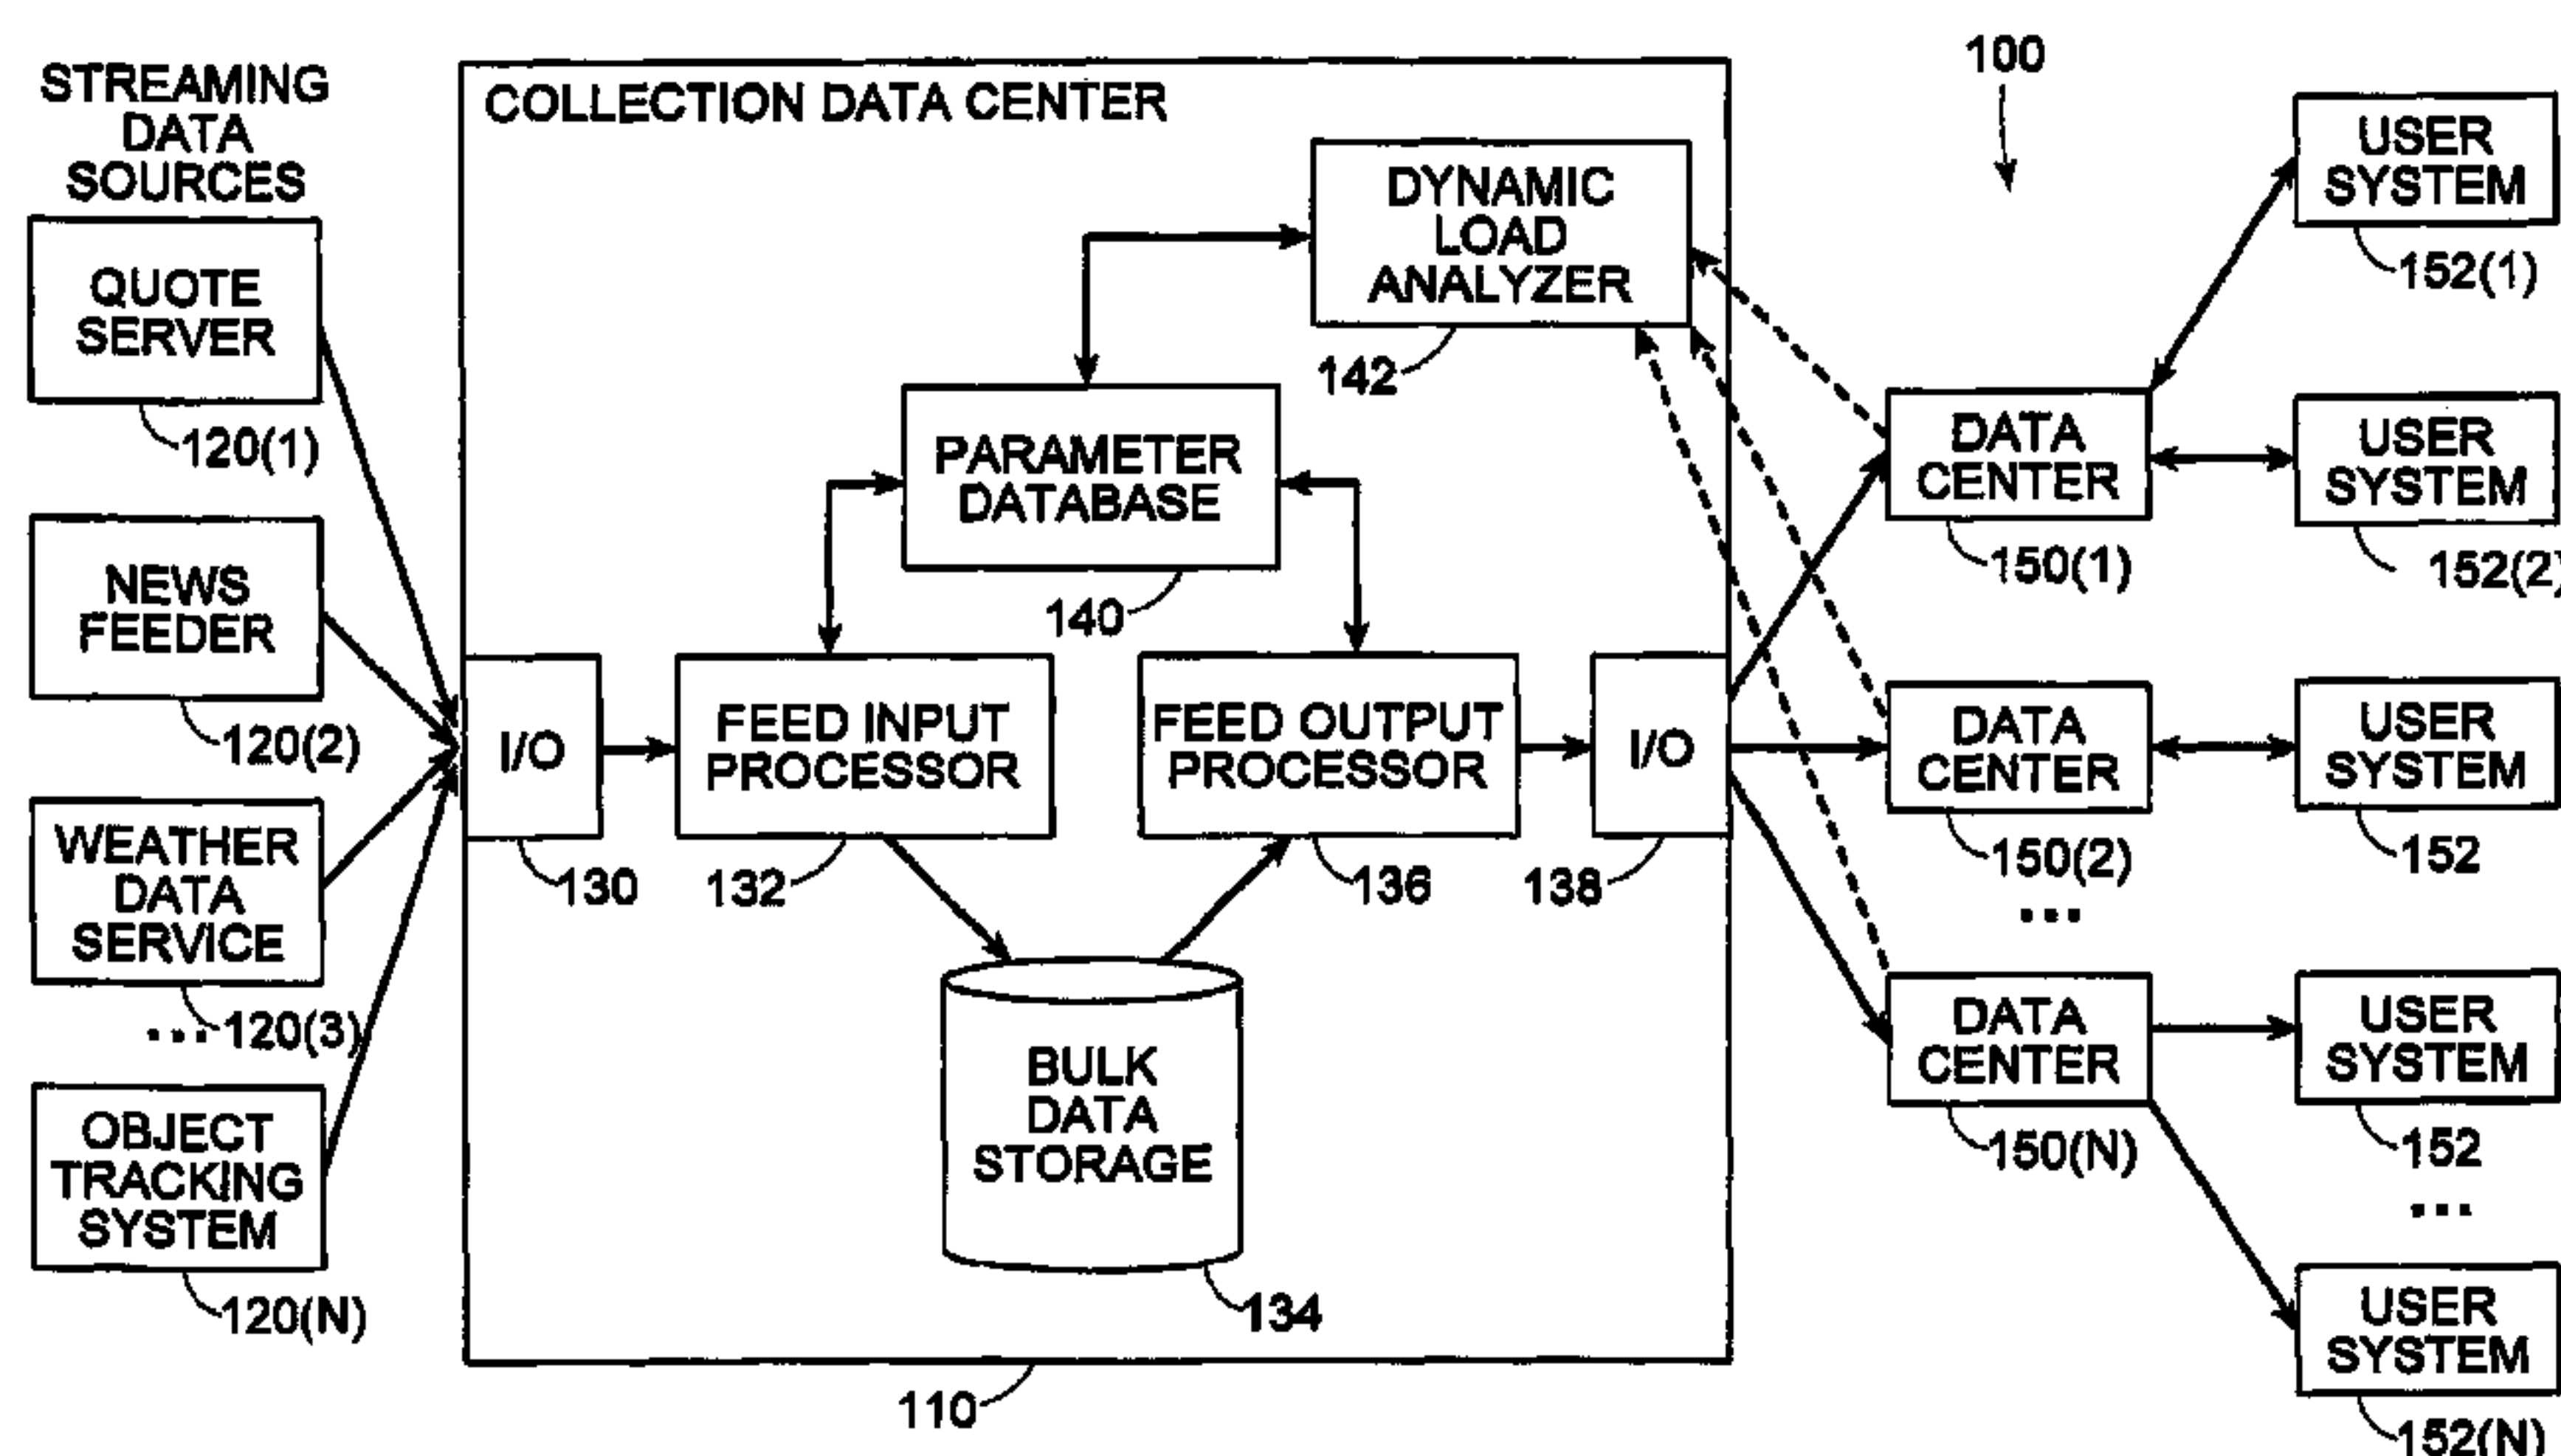 STREAMING
DATA
SOURCES
QUOTE
SERVER
120(1)
NEWS
FEEDER
120(2)
WEATHER
DATA
SERVICE
... 120(3)
OBJECT
TRACKING
SYSTEM
120(N)
COLLECTION DATA CENTER
DYNAMIC
LOAD
ANALYZER
142
PARAMETER
DATABASE
140
I/O
130
FEED INPUT
PROCESSOR
132
FEED OUTPUT
PROCESSOR
136
I/O
138
BULK
DATA
STORAGE
134
110
100
DATA
CENTER
150(1)
DATA
CENTER
150(2)
...
DATA
CENTER
150(N)
USER
SYSTEM
152(1)
USER
SYSTEM
152(2)
USER
SYSTEM
152
USER
SYSTEM
152
...
USER
SYSTEM
152(N)